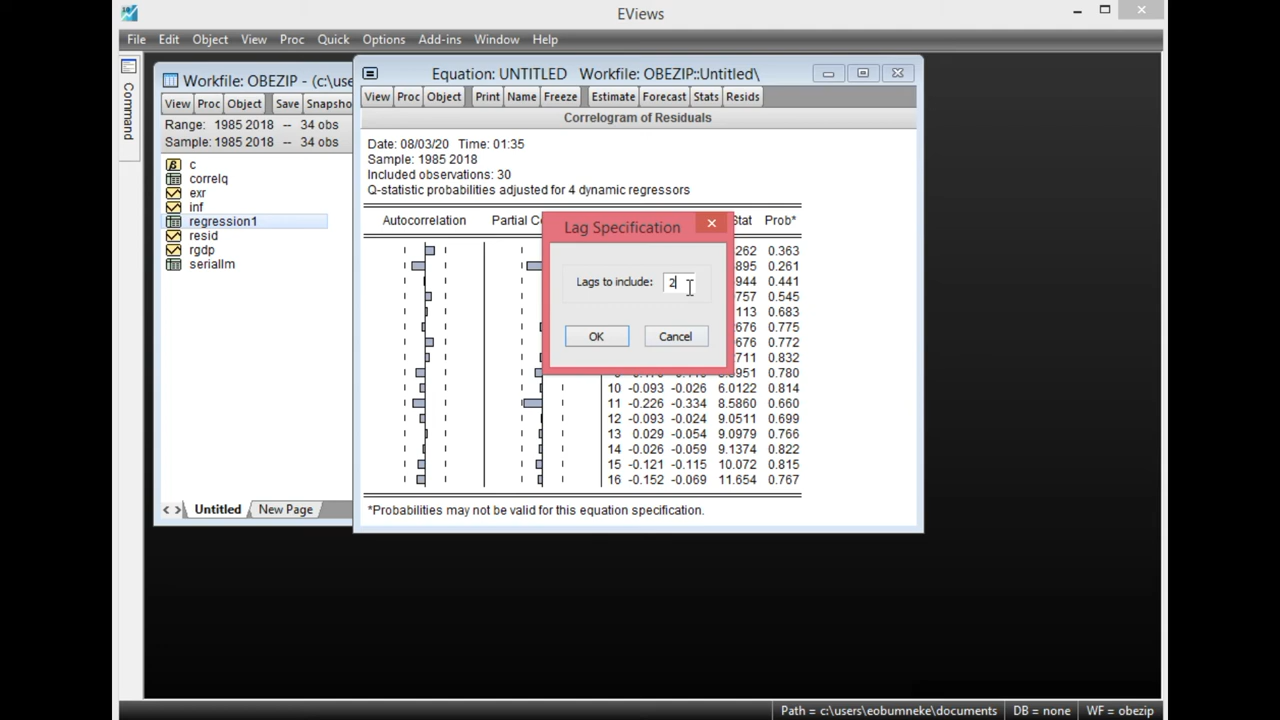 EViews
File Edit Object View Proc Quick Options Add-ins Window Help
Command
Workfile: OBEZIP - (c:\use
View Proc Object Save Snapsho
Range: 1985 2018 -- 34 obs
Sample: 1985 2018 -- 34 obs
c
correlq
exr
inf
regression1
resid
rgdp
seriallm
Untitled New Page
Equation: UNTITLED Workfile: OBEZIP::Untitled\
View Proc Object Print Name Freeze Estimate Forecast Stats Resids
Correlogram of Residuals
Date: 08/03/20 Time: 01:35
Sample: 1985 2018
Included observations: 30
Q-statistic probabilities adjusted for 4 dynamic regressors
Autocorrelation Partial Stat Prob*
262 0.363
895 0.261
944 0.441
757 0.545
113 0.683
676 0.775
676 0.772
711 0.832
0.780
10 -0.093 -0.026 6.0122 0.814
11 -0.226 -0.334 8.5860 0.660
12 -0.093 -0.024 9.0511 0.699
13 0.029 -0.054 9.0979 0.766
14 -0.026 -0.059 9.1374 0.822
15 -0.121 -0.115 10.072 0.815
16 -0.152 -0.069 11.654 0.767
*Probabilities may not be valid for this equation specification.
Lag Specification
Lags to include: 2
OK Cancel
Path = c:\users\eobumneke\documents DB = none WF = obezip